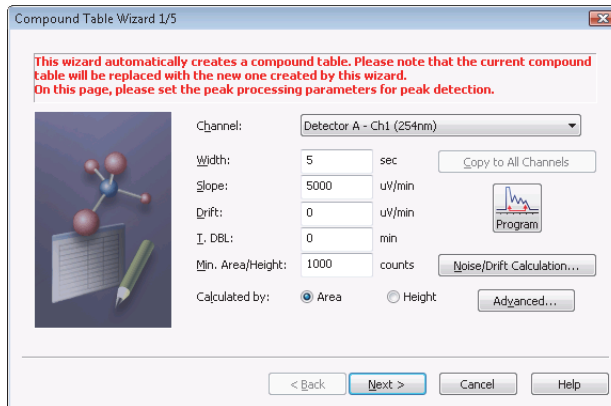 Compound Table Wizard 1/5
This wizard automatically creates a compound table. Please note that the current compound
table will be replaced with the new one created by this wizard.
On this page, please set the peak processing parameters for peak detection.
Channel: Detector A - Ch1 (254nm)
Width: 5 sec Copy to All Channels
Slope: 5000 uV/min
Drift: 0 uV/min
Program
T. DBL: 0 min
Min. Area/Height: 1000 counts Noise/Drift Calculation...
Calculated by: Area Height Advanced...
< Back Next > Cancel Help